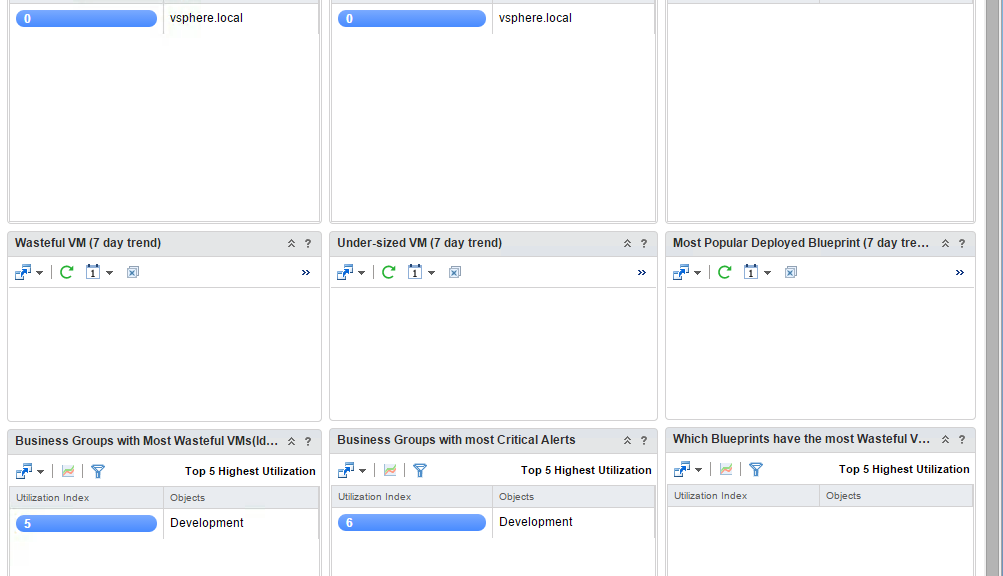 0 vsphere.local
0 vsphere.local
Wasteful VM (7 day trend) ?
Under-sized VM (7 day trend) ?
Most Popular Deployed Blueprint (7 day tre... ?
1 »
1 »
1 »
Business Groups with Most Wasteful VMs(Id... ?
Business Groups with most Critical Alerts ?
Which Blueprints have the most Wasteful V... ?
Top 5 Highest Utilization
Top 5 Highest Utilization
Top 5 Highest Utilization
Utilization Index Objects
Utilization Index Objects
Utilization Index Objects
5 Development
6 Development